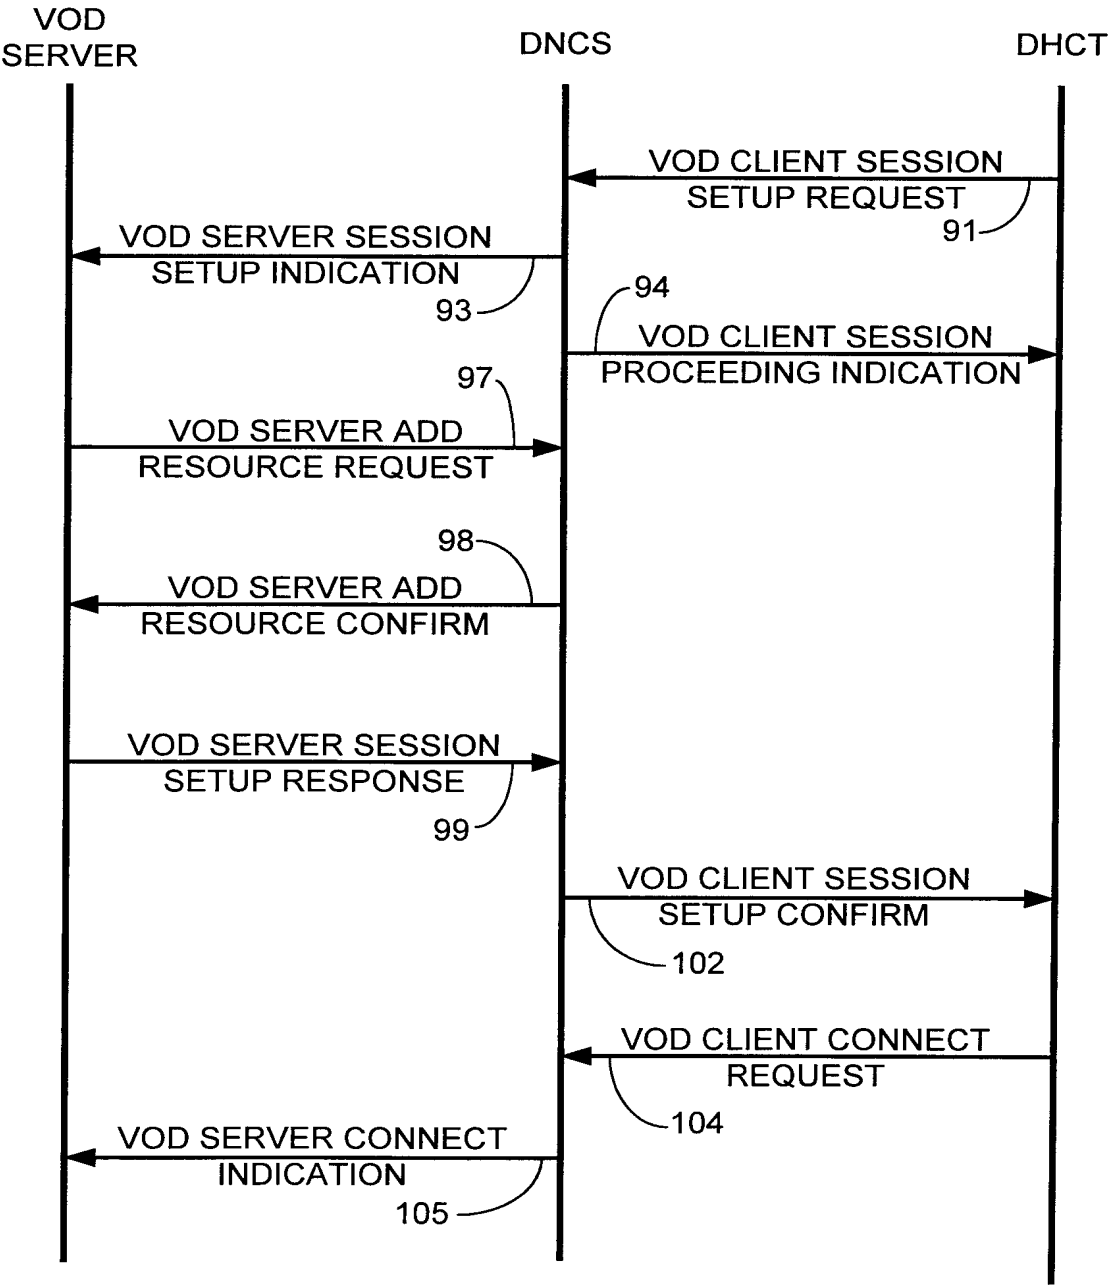 VOD
SERVER
DNCS
DHCT
VOD CLIENT SESSION
SETUP REQUEST
91
VOD SERVER SESSION
SETUP INDICATION
93
94
VOD CLIENT SESSION
PROCEEDING INDICATION
97
VOD SERVER ADD
RESOURCE REQUEST
98
VOD SERVER ADD
RESOURCE CONFIRM
VOD SERVER SESSION
SETUP RESPONSE
99
VOD CLIENT SESSION
SETUP CONFIRM
102
VOD CLIENT CONNECT
REQUEST
104
VOD SERVER CONNECT
INDICATION
105